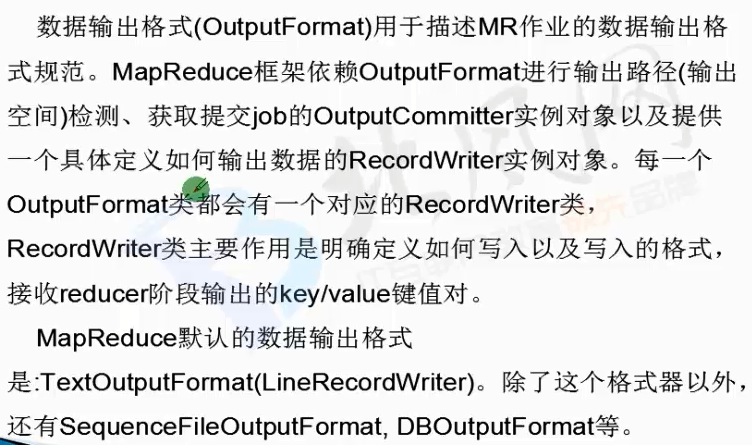 数据输出格式(OutputFormat)用于描述MR作业的数据输出格
式规范。MapReduce框架依赖OutputFormat进行输出路径(输出
空间)检测、获取提交job的OutputCommitter实例对象以及提供
一个具体定义如何输出数据的RecordWriter实例对象。每一个
OutputFormat类都会有一个对应的RecordWriter类，
RecordWriter类主要作用是明确定义如何写入以及写入的格式，
接收reducer阶段输出的key/value键值对。
MapReduce默认的数据输出格式
是:TextOutputFormat(LineRecordWriter)。除了这个格式器以外，
还有SequenceFileOutputFormat, DBOutputFormat等。
北风网